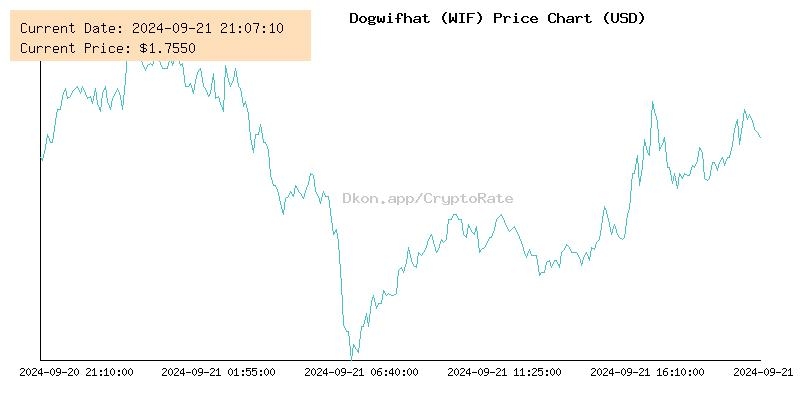 Dogwifhat (WIF) Price Chart (USD)
Current Date: 2024-09-21 21:07:10
Current Price: $1.7550
Dkon.app/CryptoRate
2024-09-20 21:10:00 2024-09-21 01:55:00 2024-09-21 06:40:00 2024-09-21 11:25:00 2024-09-21 16:10:00 2024-09-21